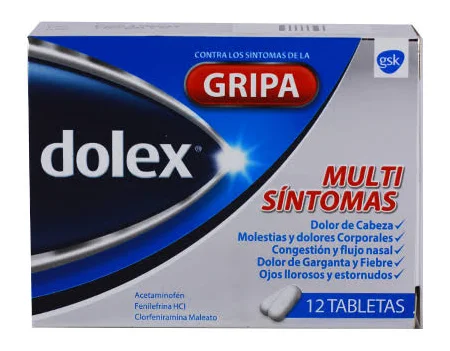 CONTRA LOS SINTOMAS DE LA
GRIPA
gsk
dolex®
MULTI
SÍNTOMAS
Dolor de Cabeza✓
Molestias y dolores Corporales✓
Congestión y flujo nasal✓
Dolor de Garganta y Fiebre✓
Ojos llorosos y estornudos✓
Acetaminofén
Fenilefrina HCl
Clorfeniramina Maleato
12 TABLETAS